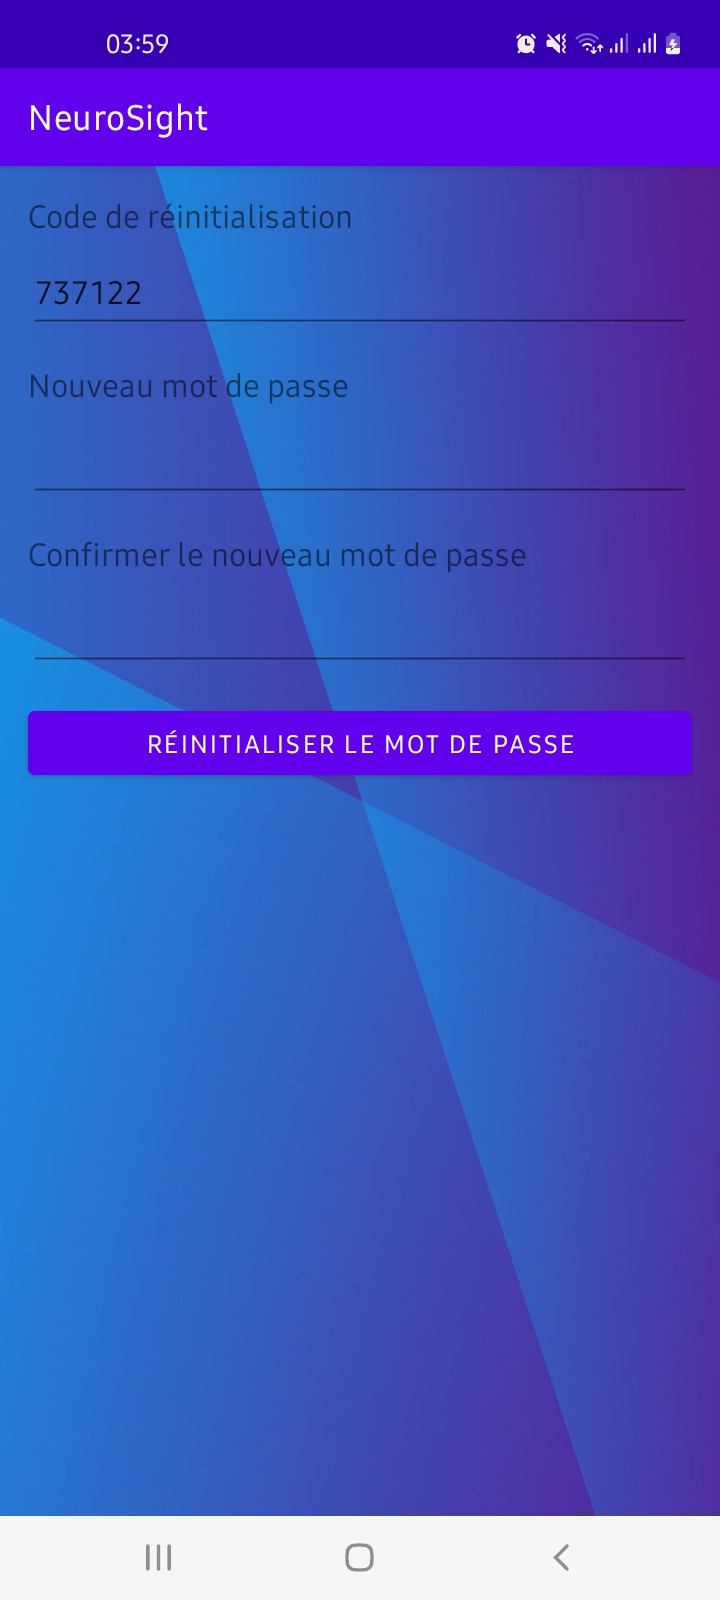 03:59
NeuroSight
Code de réinitialisation
737122
Nouveau mot de passe
Confirmer le nouveau mot de passe
RÉINITIALISER LE MOT DE PASSE